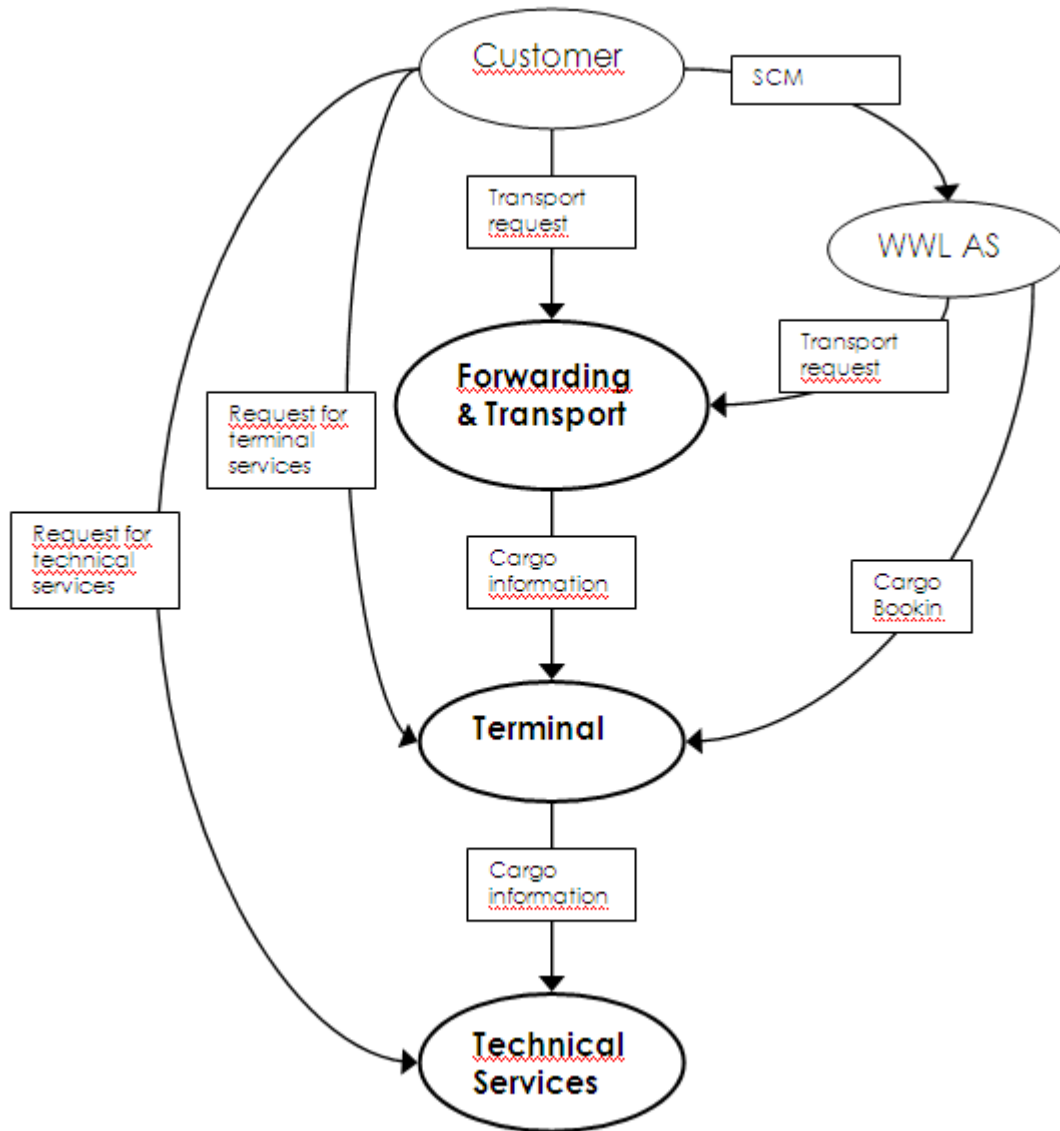 Customer
SCM
Transport
request
WWL AS
Transport
request
Forwarding
& Transport
Request for
terminal
services
Request for
technical
services
Cargo
information
Cargo
Bookin
Terminal
Cargo
information
Technical
Services